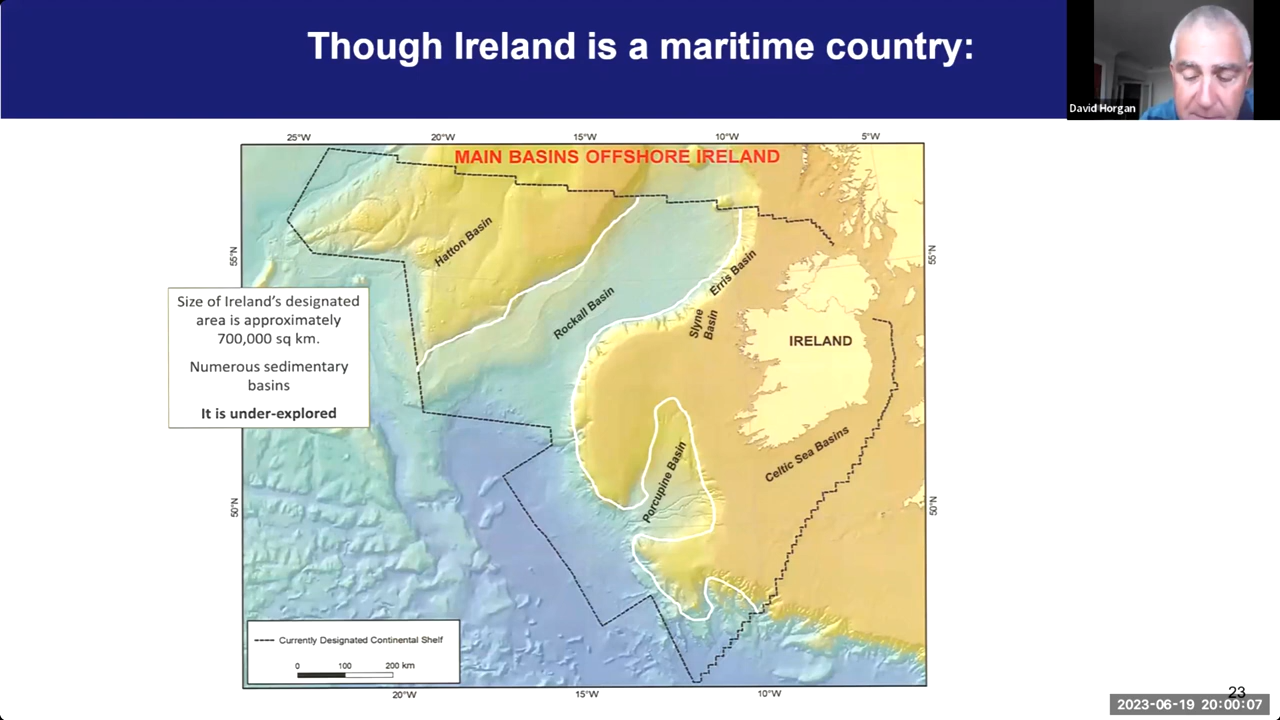 Though Ireland is a maritime country:
David Horgan
25°W 20°W 15°W 10°W 5°W
MAIN BASINS OFFSHORE IRELAND
Hatton Basin
55°N
55°N
Erris Basin
Rockall Basin
Slyne
Basin
IRELAND
Size of Ireland's designated
area is approximately
700,000 sq km.
Numerous sedimentary
basins
It is under-explored
Celtic Sea Basins
Porcupine Basin
50°N
50°N
Currently Designated Continental Shelf
0 100 200 km
20°W 15°W 10°W
23
2023-06-19 20:00:07